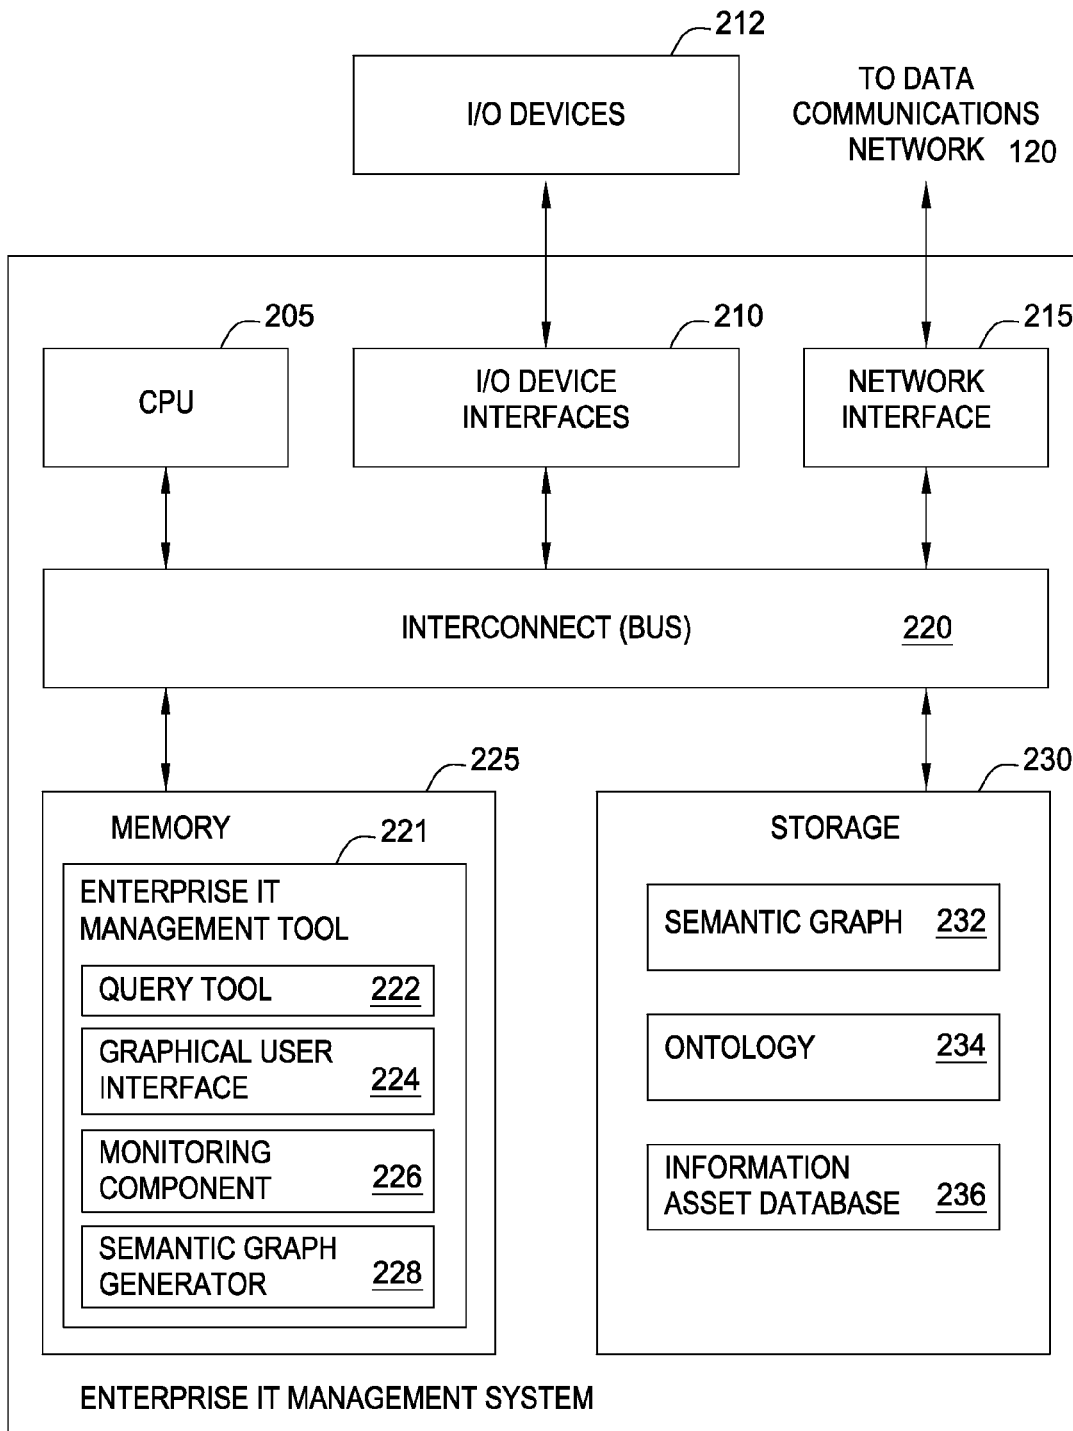 212
I/O DEVICES
TO DATA
COMMUNICATIONS
NETWORK 120
205
210
215
CPU
I/O DEVICE
INTERFACES
NETWORK
INTERFACE
INTERCONNECT (BUS) 220
225
230
MEMORY
221
STORAGE
ENTERPRISE IT
MANAGEMENT TOOL
QUERY TOOL 222
GRAPHICAL USER
INTERFACE 224
MONITORING
COMPONENT 226
SEMANTIC GRAPH
GENERATOR 228
SEMANTIC GRAPH 232
ONTOLOGY 234
INFORMATION
ASSET DATABASE 236
ENTERPRISE IT MANAGEMENT SYSTEM